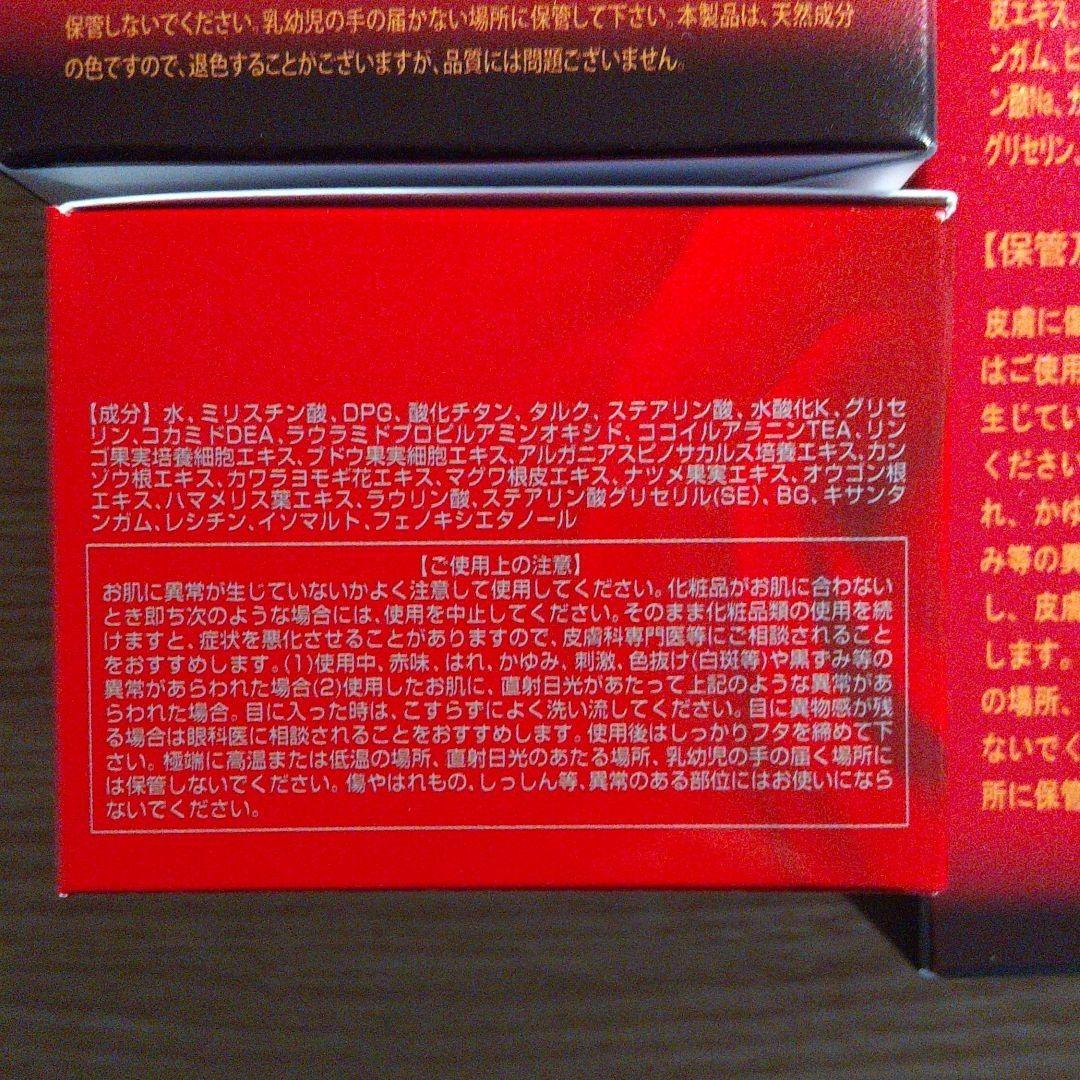 保管しないでください。乳幼児の手の届かない場所に保管して下さい。本製品は、天然成分
の色ですので、退色することがございますが、品質には問題ございません。
【成分】水、ミリスチン酸、DPG、酸化チタン、タルク、ステアリン酸、水酸化K、グリセ
リン、コカミドDEA、ラウラミドプロピルアミンオキシド、ココイルアラニンTEA、リン
ゴ果実培養細胞エキス、ブドウ果実細胞エキス、アルガニアスピノサカルス培養エキス、カン
ゾウ根エキス、カワラヨモギ花エキス、マグワ根皮エキス、ナツメ果実エキス、オウゴン根
エキス、ハマメリス葉エキス、ラウリン酸、ステアリン酸グリセリル(SE)、BG、キサンタ
ンガム、レシチン、イソマルト、フェノキシエタノール
【ご使用上の注意】
お肌に異常が生じていないかよく注意して使用してください。化粧品がお肌に合わない
とき即ち次のような場合には、使用を中止してください。そのまま化粧品類の使用を続
けますと、症状を悪化させることがありますので、皮膚科専門医等にご相談されること
をおすすめします。(1)使用中、赤味、はれ、かゆみ、刺激、色抜け(白斑等)や黒ずみ等の
異常があらわれた場合(2)使用したお肌に、直射日光があたって上記のような異常があ
らわれた場合。目に入った時は、こすらずによく洗い流してください。目に異物感が残
る場合は眼科医に相談されることをおすすめします。使用後はしっかりフタを締めて下
さい。極端に高温または低温の場所、直射日光のあたる場所、乳幼児の手の届く場所に
は保管しないでください。傷やはれもの、しっしん等、異常のある部位にはお使いになら
ないでください。
皮エキス、
ンガム、ヒ
ン酸Na、カ
グリセリン、
【保管及
皮膚に傷
はご使用
生じてい
ください
れ、かゆ
み等の異
し、皮膚
します。
の場所、
ないでく
所に保管